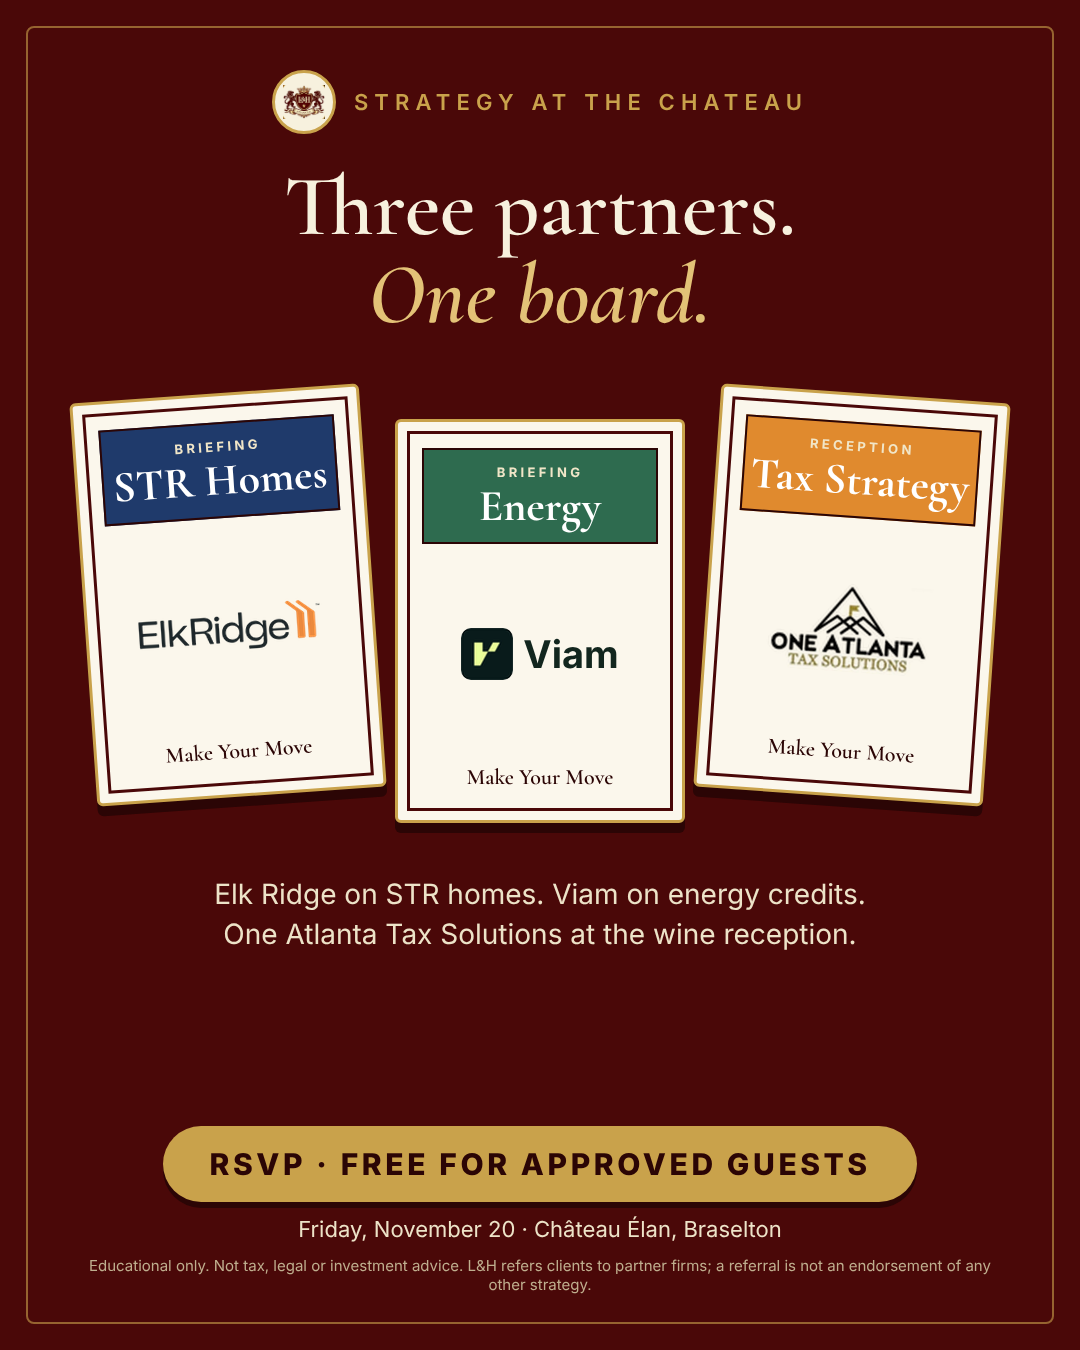 STRATEGY AT THE CHATEAU
Three partners.
One board.
BRIEFING
STR Homes
ElkRidge
Make Your Move
BRIEFING
Energy
Viam
Make Your Move
RECEPTION
Tax Strategy
ONE ATLANTA
TAX SOLUTIONS
Make Your Move
Elk Ridge on STR homes. Viam on energy credits.
One Atlanta Tax Solutions at the wine reception.
RSVP · FREE FOR APPROVED GUESTS
Friday, November 20 · Château Élan, Braselton
Educational only. Not tax, legal or investment advice. L&H refers clients to partner firms; a referral is not an endorsement of any
other strategy.